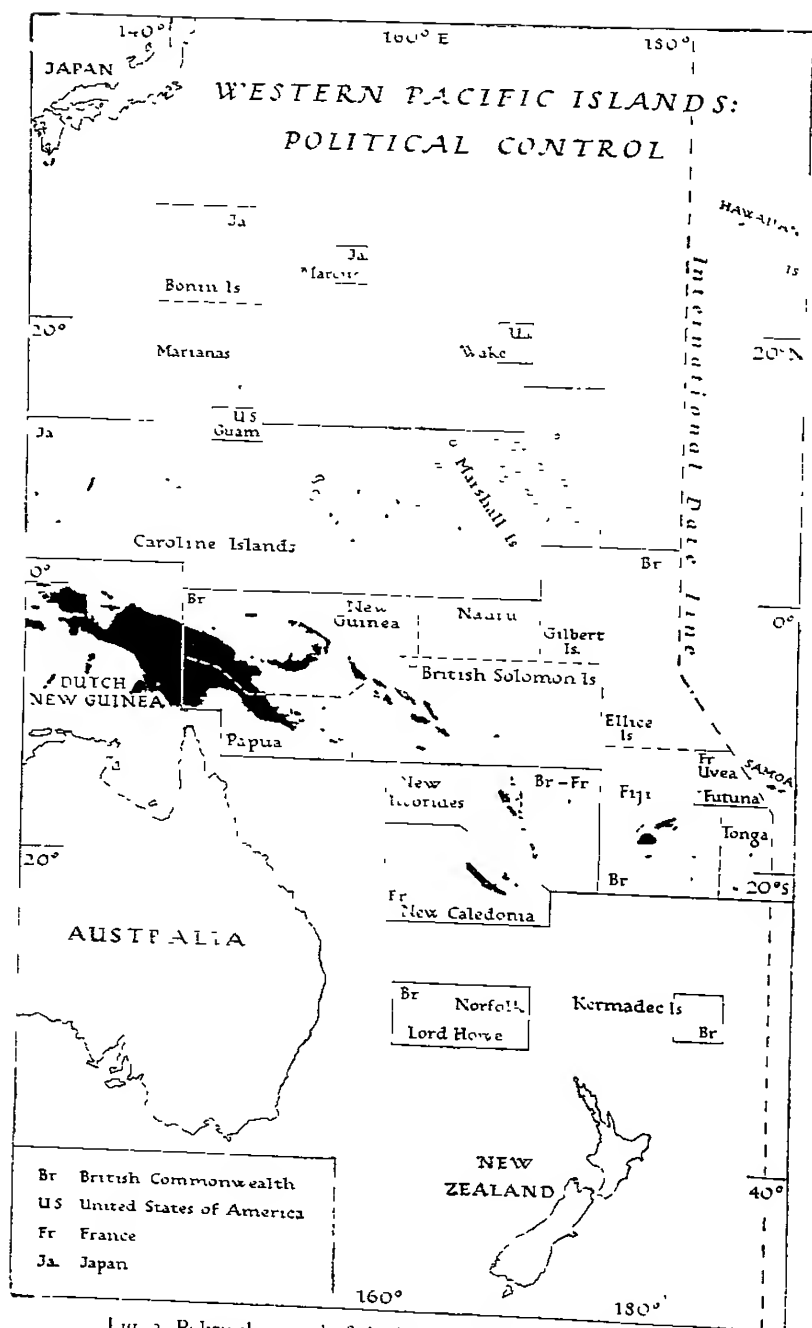 140°
160° E
180°
JAPAN
WESTERN PACIFIC ISLANDS:
POLITICAL CONTROL
Ja
HAWAIIAN
Is
Ja
Marcus
Bonin Is
20°
International Date Line
20°N
Marianas
Wake
US
Guam
Ja
Marshall Is
Caroline Islands
Br
0°
Br
New
Guinea
Nauru
0°
Gilbert
Is.
British Solomon Is
DUTCH
NEW GUINEA
Ellice
Is
Papua
Fr
Uvea
SAMOA
New
Br-Fr
Fiji
Futuna
Tonga
20°
Br
20°S
Fr
New Caledonia
AUSTRALIA
Br
Norfolk
Lord Howe
Kermadec Is
Br
NEW
ZEALAND
40°
Br British Commonwealth
US United States of America
Fr France
Ja Japan
160°
180°